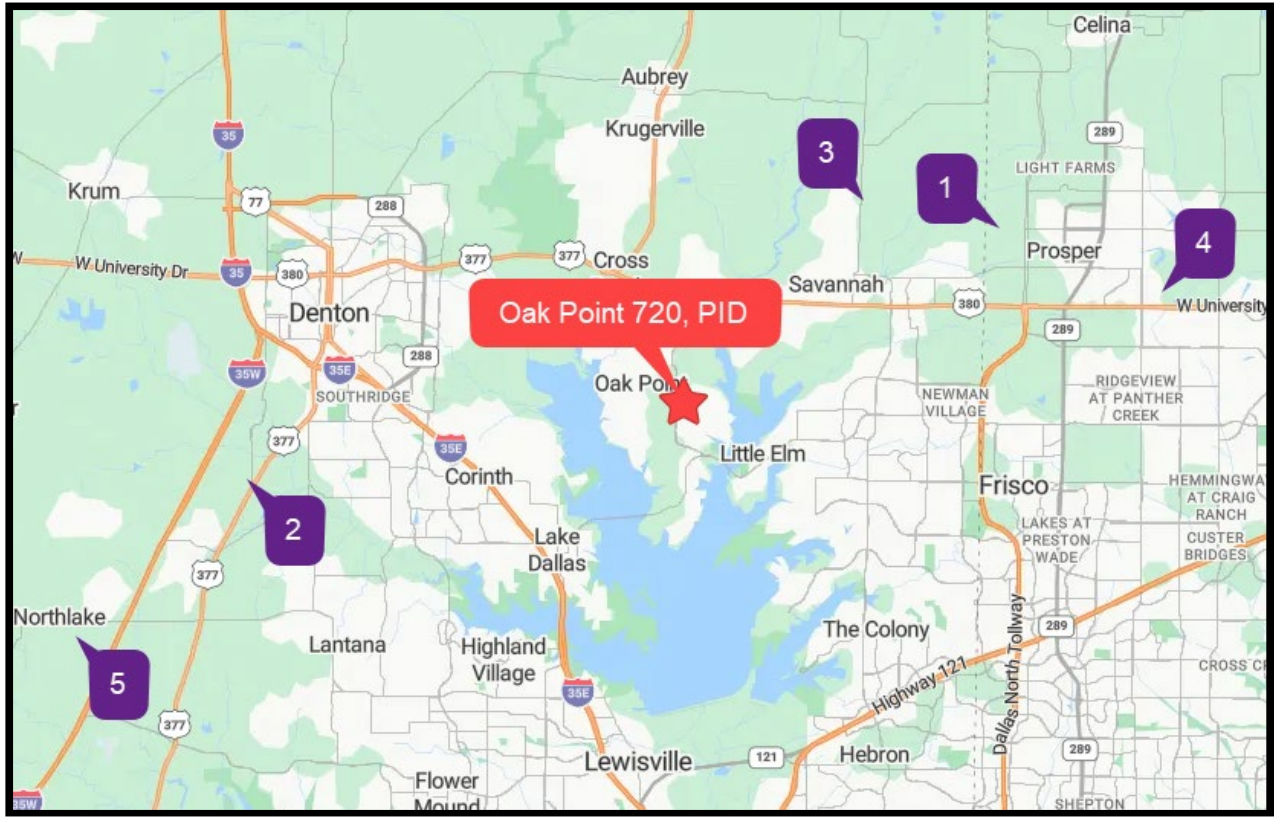 Celina
Aubrey
Krugerville
35
289
3
LIGHT FARMS
1
Krum
77
288
4
Prosper
377
377
Cross
W University Dr
35
380
Savannah
380
W University
Denton
Oak Point 720, PID
289
288
35W
35E
Oak Point
SOUTHRIDGE
NEWMAN
VILLAGE
RIDGEVIEW
AT PANTHER
CREEK
377
35E
Little Elm
Corinth
Frisco
HEMMINGWA
AT CRAIG
RANCH
2
Lake
Dallas
LAKES AT
PRESTON
WADE
CUSTER
BRIDGES
377
Northlake
289
Lantana
Highland
Village
The Colony
5
35E
CROSS C
Highway 121
Dallas North Tollway
377
Lewisville
121
Hebron
289
Flower
Mound
35W
SHEPTON